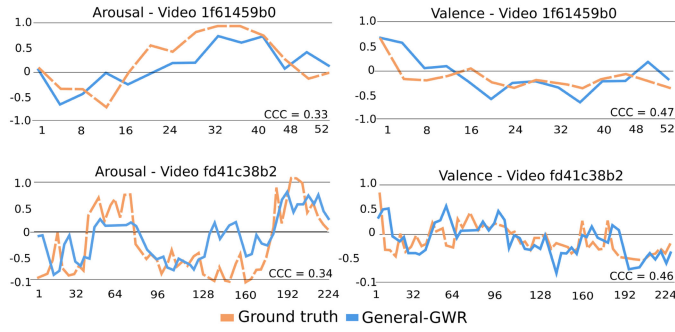 Arousal - Video 1f61459b0
1.0
0.5
0
-0.5
CCC = 0.33
1 8 16 24 32 40 48 52
Valence - Video 1f61459b0
1.0
0.5
0
-0.5
-1.0
CCC = 0.47
1 8 16 24 32 40 48 52
Arousal - Video fd41c38b2
1.0
0.5
0
-0.5
-0.1
CCC = 0.34
1 32 64 96 128 160 192 224
Valence - Video fd41c38b2
1.0
0.5
0
-0.5
-1.0
CCC = 0.46
1 32 64 96 128 160 192 224
Ground truth General-GWR